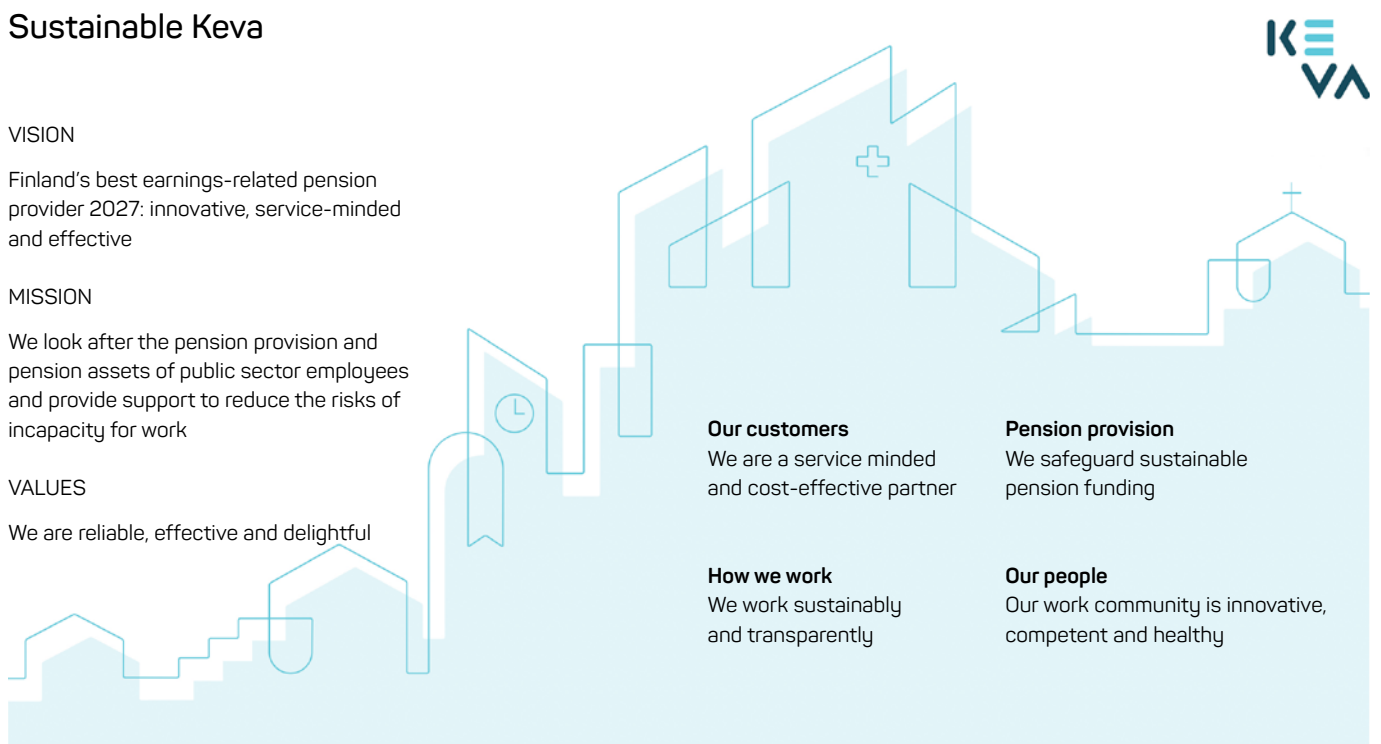 Sustainable Keva
KEVA
VISION
Finland's best earnings-related pension
provider 2027: innovative, service-minded
and effective
MISSION
We look after the pension provision and
pension assets of public sector employees
and provide support to reduce the risks of
incapacity for work
VALUES
We are reliable, effective and delightful
Our customers
We are a service minded
and cost-effective partner
Pension provision
We safeguard sustainable
pension funding
How we work
We work sustainably
and transparently
Our people
Our work community is innovative,
competent and healthy